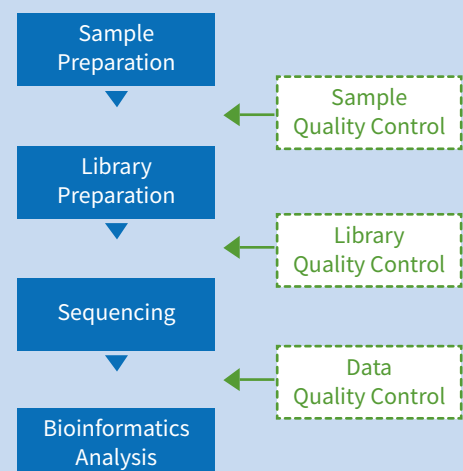 Sample
Preparation
Sample
Quality Control
Library
Preparation
Library
Quality Control
Sequencing
Data
Quality Control
Bioinformatics
Analysis